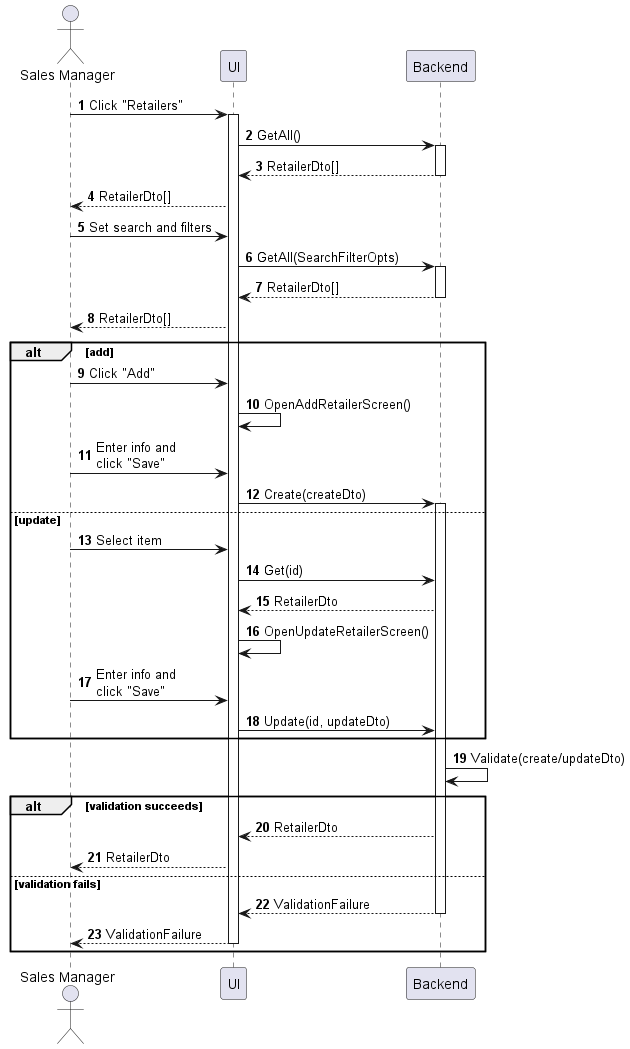 Sales Manager
UI
Backend
1 Click "Retailers"
2 GetAll()
3 RetailerDto[]
4 RetailerDto[]
5 Set search and filters
6 GetAll(SearchFilterOpts)
7 RetailerDto[]
8 RetailerDto[]
alt [add]
9 Click "Add"
10 OpenAddRetailerScreen()
11 Enter info and
click "Save"
12 Create(createDto)
[update]
13 Select item
14 Get(id)
15 RetailerDto
16 OpenUpdateRetailerScreen()
17 Enter info and
click "Save"
18 Update(id, updateDto)
19 Validate(create/updateDto)
alt [validation succeeds]
20 RetailerDto
21 RetailerDto
[validation fails]
22 ValidationFailure
23 ValidationFailure
Sales Manager
UI
Backend